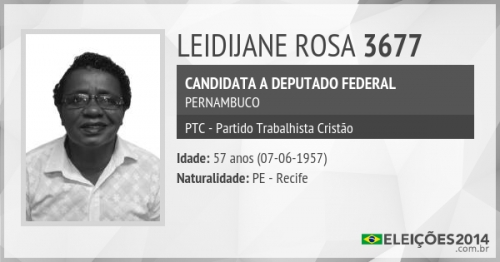 LEIDIJANE ROSA 3677
CANDIDATA A DEPUTADO FEDERAL
PERNAMBUCO
PTC - Partido Trabalhista Cristão
Idade: 57 anos (07-06-1957)
Naturalidade: PE - Recife
ELEIÇÕES2014
.com.br